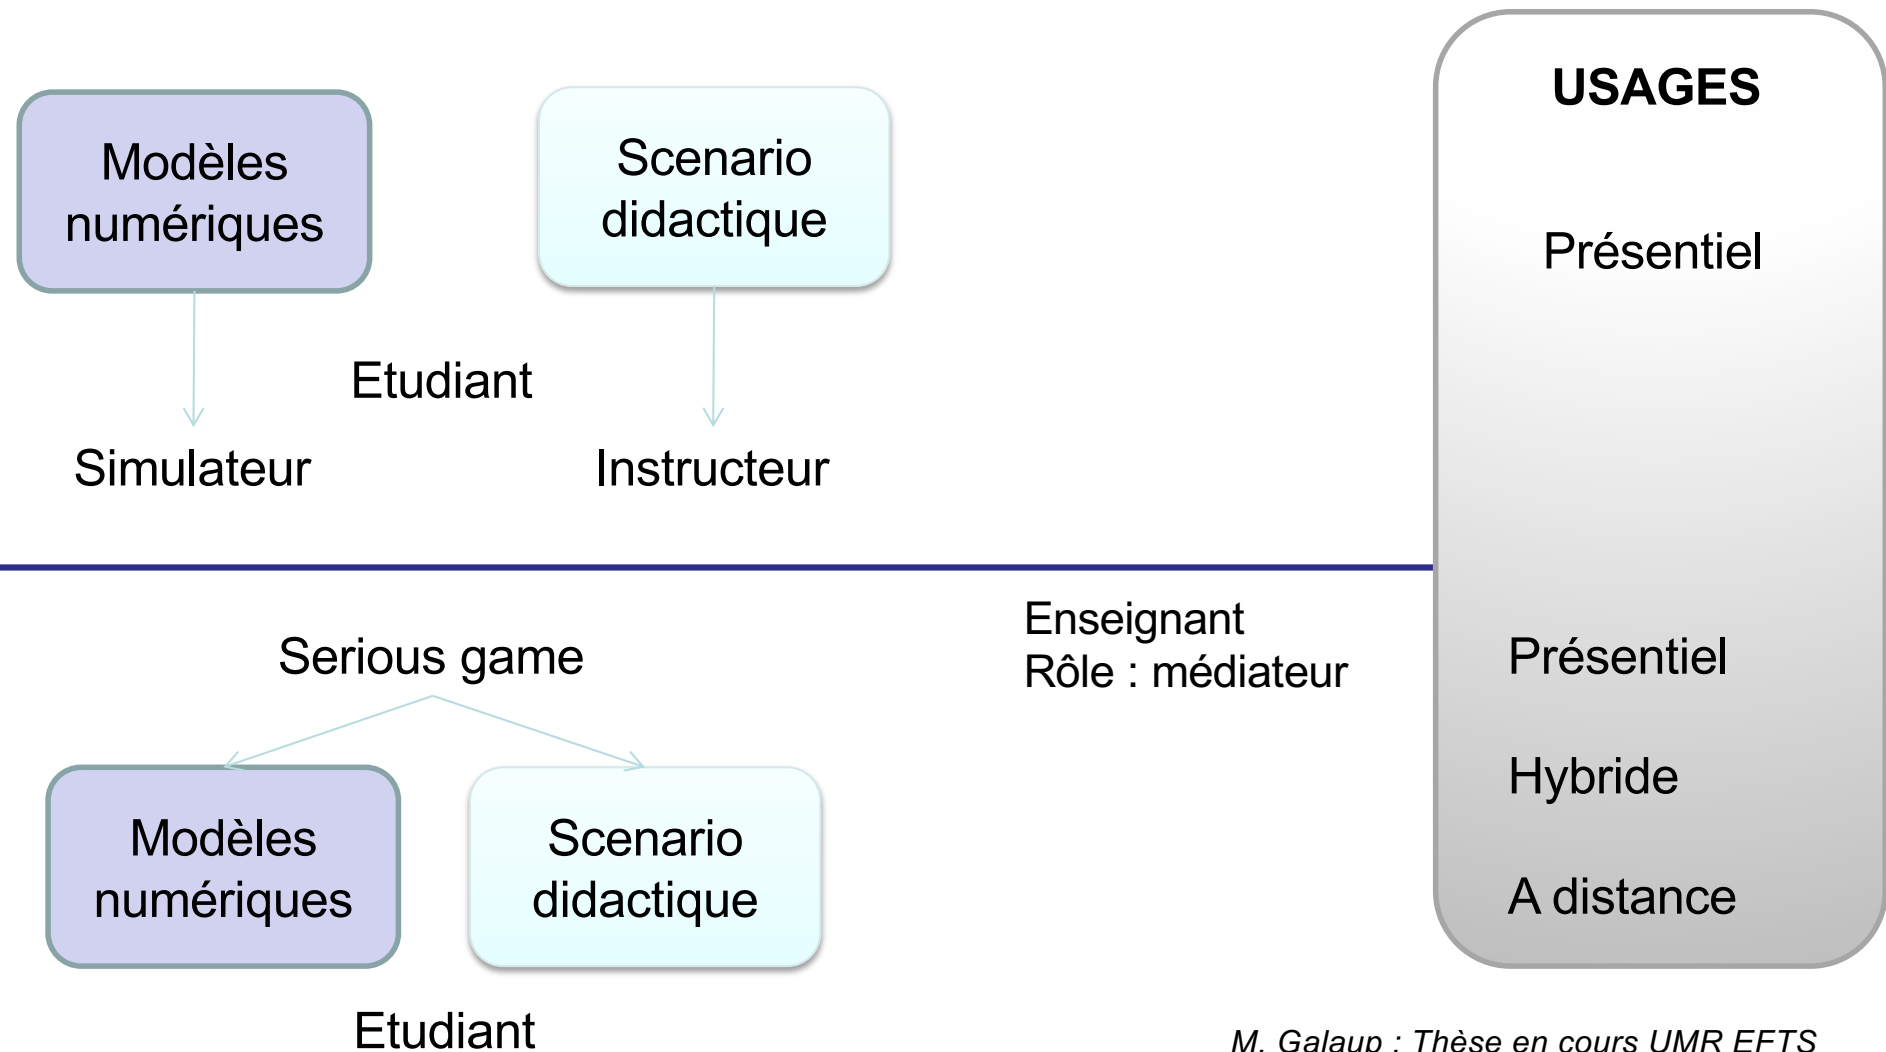 Modèles
numériques
Scenario
didactique
Etudiant
Simulateur
Instructeur
USAGES
Présentiel
Serious game
Enseignant
Rôle : médiateur
Modèles
numériques
Scenario
didactique
Etudiant
Présentiel
Hybride
A distance
M. Galaup : Thèse en cours UMR EFTS